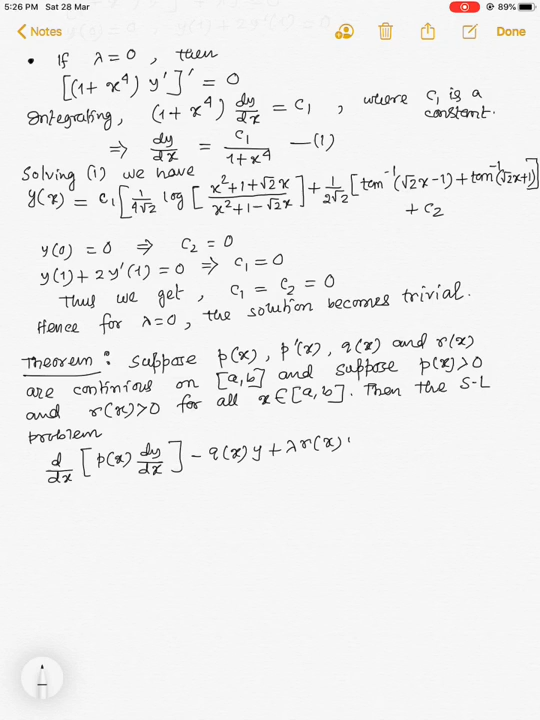 5:26 PM Sat 28 Mar
89%
Notes
Done
• If λ = 0, then
[(1 + x⁴) y']' = 0
Integrating, (1 + x⁴) dy/dx = c₁, where c₁ is a constant.
⇒ dy/dx = c₁/(1 + x⁴) —(1)
Solving (1) we have
y(x) = c₁ [ 1/(4√2) log [ (x² + 1 + √2x)/(x² + 1 - √2x) ] + 1/(2√2) [ tan⁻¹(√2x - 1) + tan⁻¹(√2x + 1) ]
+ c₂
y(0) = 0 ⇒ c₂ = 0
y(1) + 2y'(1) = 0 ⇒ c₁ = 0
Thus we get, c₁ = c₂ = 0
Hence for λ = 0, the solution becomes trivial.
Theorem : Suppose p(x), p'(x), q(x) and r(x)
are continious on [a, b] and suppose p(x) > 0
and r(x) > 0 for all x ∈ [a, b]. Then the S-L
problem
d/dx [ p(x) dy/dx ] - q(x) y + λ r(x)